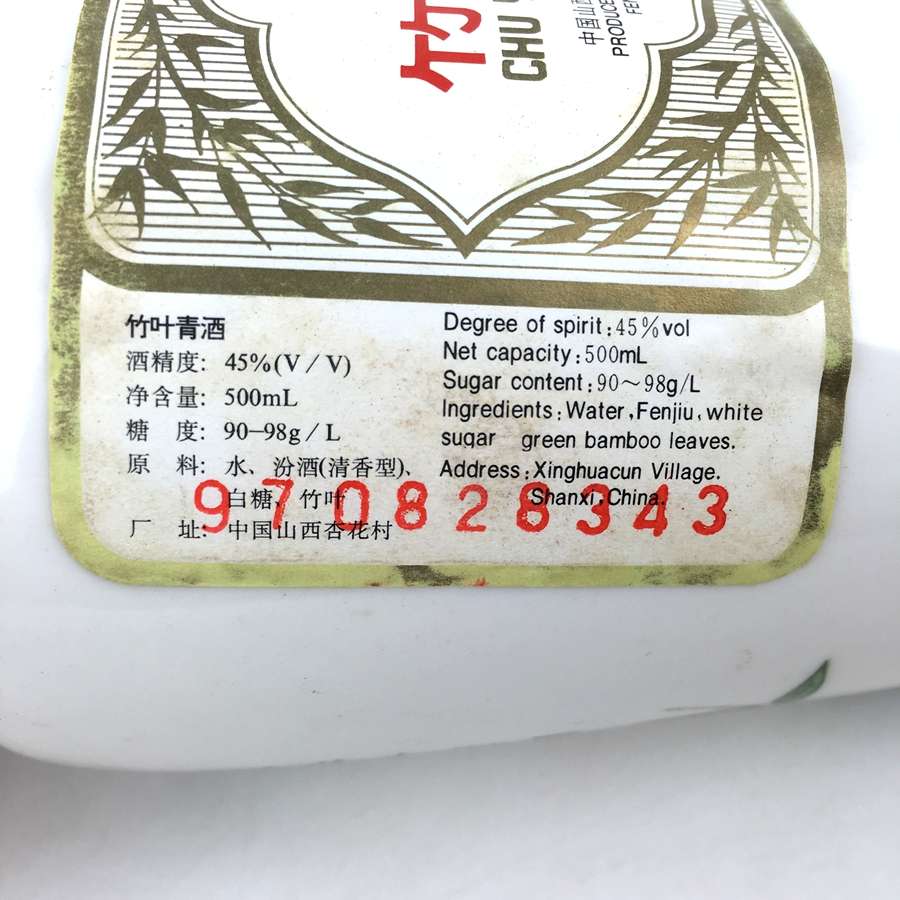 竹
CHU
中国山西
PRODUCE
FEN
竹叶青酒
酒精度: 45%(V/V)
净含量: 500mL
糖 度: 90-98g/L
原 料: 水、汾酒(清香型)、
白糖、竹叶
厂 址: 中国山西杏花村
Degree of spirit:45%vol
Net capacity:500mL
Sugar content:90~98g/L
Ingredients:Water,Fenjiu,white
sugar green bamboo leaves.
Address:Xinghuacun Village.
Shanxi,China.
970828343